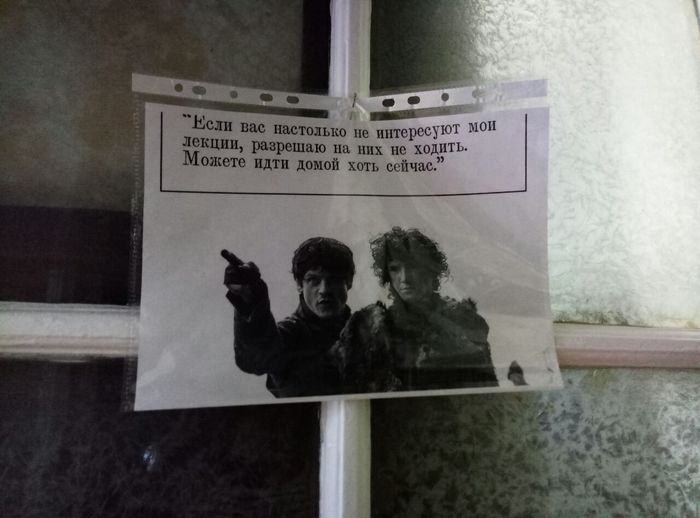 "Если вас настолько не интересуют мои
лекции, разрешаю на них не ходить.
Можете идти домой хоть сейчас."